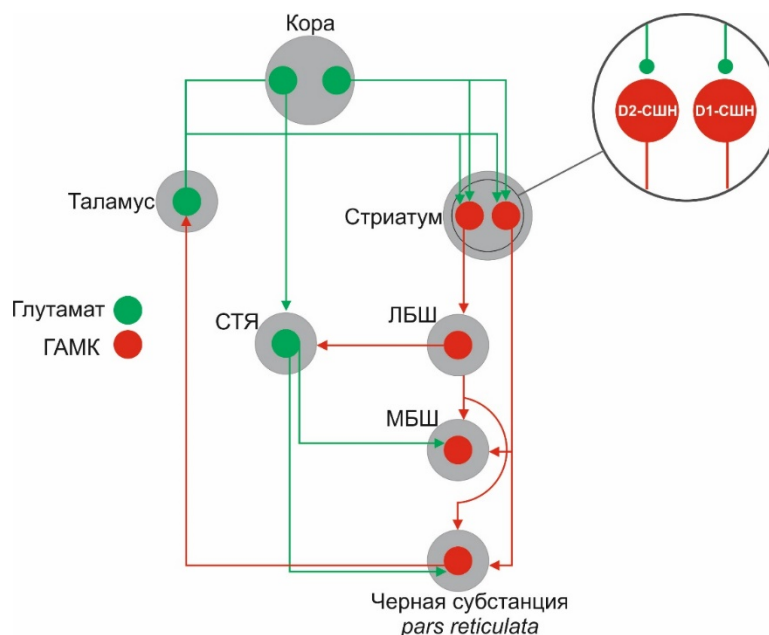 Кора
D2-СШН
D1-СШН
Таламус
Стриатум
Глутамат
ГАМК
СТЯ
ЛБШ
МБШ
Черная субстанция
pars reticulata